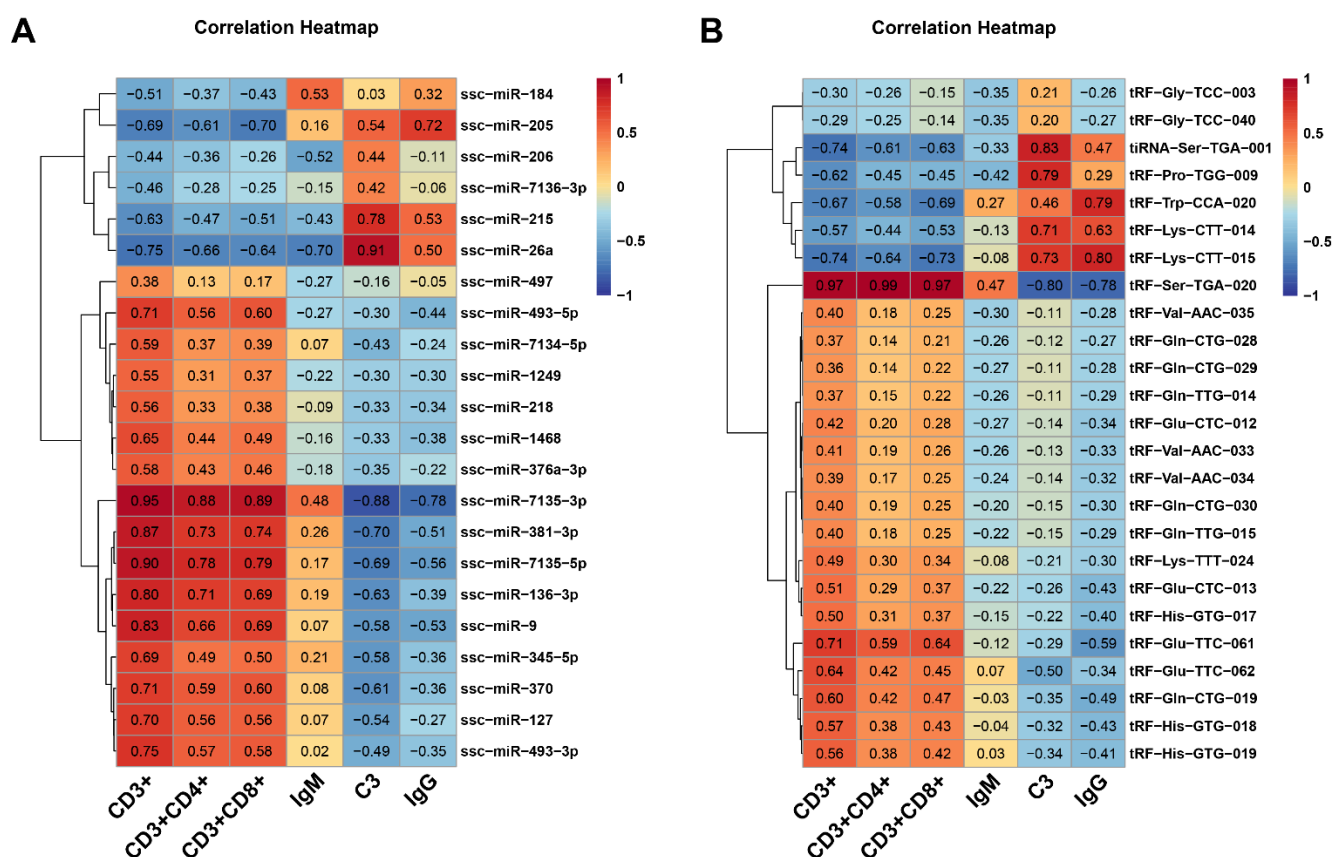 A
Correlation Heatmap
−0.51 −0.37 −0.43 0.53 0.03 0.32 ssc−miR−184
−0.69 −0.61 −0.70 0.16 0.54 0.72 ssc−miR−205
−0.44 −0.36 −0.26 −0.52 0.44 −0.11 ssc−miR−206
−0.46 −0.28 −0.25 −0.15 0.42 −0.06 ssc−miR−7136−3p
−0.63 −0.47 −0.51 −0.43 0.78 0.53 ssc−miR−215
−0.75 −0.66 −0.64 −0.70 0.91 0.50 ssc−miR−26a
0.38 0.13 0.17 −0.27 −0.16 −0.05 ssc−miR−497
0.71 0.56 0.60 −0.27 −0.30 −0.44 ssc−miR−493−5p
0.59 0.37 0.39 0.07 −0.43 −0.24 ssc−miR−7134−5p
0.55 0.31 0.37 −0.22 −0.30 −0.30 ssc−miR−1249
0.56 0.33 0.38 −0.09 −0.33 −0.34 ssc−miR−218
0.65 0.44 0.49 −0.16 −0.33 −0.38 ssc−miR−1468
0.58 0.43 0.46 −0.18 −0.35 −0.22 ssc−miR−376a−3p
0.95 0.88 0.89 0.48 −0.88 −0.78 ssc−miR−7135−3p
0.87 0.73 0.74 0.26 −0.70 −0.51 ssc−miR−381−3p
0.90 0.78 0.79 0.17 −0.69 −0.56 ssc−miR−7135−5p
0.80 0.71 0.69 0.19 −0.63 −0.39 ssc−miR−136−3p
0.83 0.66 0.69 0.07 −0.58 −0.53 ssc−miR−9
0.69 0.49 0.50 0.21 −0.58 −0.36 ssc−miR−345−5p
0.71 0.59 0.60 0.08 −0.61 −0.36 ssc−miR−370
0.70 0.56 0.56 0.07 −0.54 −0.27 ssc−miR−127
0.75 0.57 0.58 0.02 −0.49 −0.35 ssc−miR−493−3p
CD3+ CD3+CD4+ CD3+CD8+ IgM C3 IgG
1
0.5
0
−0.5
−1
B
Correlation Heatmap
−0.30 −0.26 −0.15 −0.35 0.21 −0.26 tRF−Gly−TCC−003
−0.29 −0.25 −0.14 −0.35 0.20 −0.27 tRF−Gly−TCC−040
−0.74 −0.61 −0.63 −0.33 0.83 0.47 tiRNA−Ser−TGA−001
−0.62 −0.45 −0.45 −0.42 0.79 0.29 tRF−Pro−TGG−009
−0.67 −0.58 −0.69 0.27 0.46 0.79 tRF−Trp−CCA−020
−0.57 −0.44 −0.53 −0.13 0.71 0.63 tRF−Lys−CTT−014
−0.74 −0.64 −0.73 −0.08 0.73 0.80 tRF−Lys−CTT−015
0.97 0.99 0.97 0.47 −0.80 −0.78 tRF−Ser−TGA−020
0.40 0.18 0.25 −0.30 −0.11 −0.28 tRF−Val−AAC−035
0.37 0.14 0.21 −0.26 −0.12 −0.27 tRF−Gln−CTG−028
0.36 0.14 0.22 −0.27 −0.11 −0.28 tRF−Gln−CTG−029
0.37 0.15 0.22 −0.26 −0.11 −0.29 tRF−Gln−TTG−014
0.42 0.20 0.28 −0.27 −0.14 −0.34 tRF−Glu−CTC−012
0.41 0.19 0.26 −0.26 −0.13 −0.33 tRF−Val−AAC−033
0.39 0.17 0.25 −0.24 −0.14 −0.32 tRF−Val−AAC−034
0.40 0.19 0.25 −0.20 −0.15 −0.30 tRF−Gln−CTG−030
0.40 0.18 0.25 −0.22 −0.15 −0.29 tRF−Gln−TTG−015
0.49 0.30 0.34 −0.08 −0.21 −0.30 tRF−Lys−TTT−024
0.51 0.29 0.37 −0.22 −0.26 −0.43 tRF−Glu−CTC−013
0.50 0.31 0.37 −0.15 −0.22 −0.40 tRF−His−GTG−017
0.71 0.59 0.64 −0.12 −0.29 −0.59 tRF−Glu−TTC−061
0.64 0.42 0.45 0.07 −0.50 −0.34 tRF−Glu−TTC−062
0.60 0.42 0.47 −0.03 −0.35 −0.49 tRF−Gln−CTG−019
0.57 0.38 0.43 −0.04 −0.32 −0.43 tRF−His−GTG−018
0.56 0.38 0.42 0.03 −0.34 −0.41 tRF−His−GTG−019
CD3+ CD3+CD4+ CD3+CD8+ IgM C3 IgG
1
0.5
0
−0.5
−1